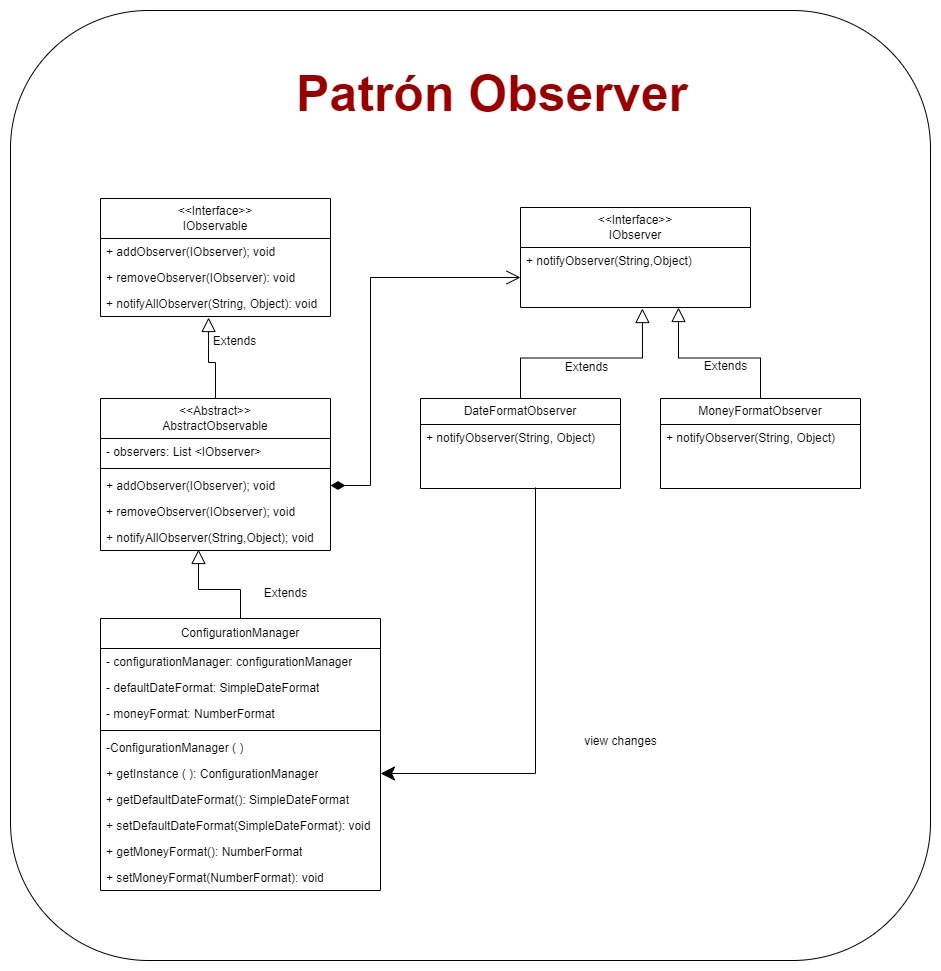 Patrón Observer
<<Interface>>
IObservable
+ addObserver(IObserver); void
+ removeObserver(IObserver): void
+ notifyAllObserver(String, Object): void
<<Interface>>
IObserver
+ notifyObserver(String,Object)
Extends
Extends
Extends
<<Abstract>>
AbstractObservable
- observers: List <IObserver>
+ addObserver(IObserver); void
+ removeObserver(IObserver); void
+ notifyAllObserver(String,Object); void
DateFormatObserver
+ notifyObserver(String, Object)
MoneyFormatObserver
+ notifyObserver(String, Object)
Extends
ConfigurationManager
- configurationManager: configurationManager
- defaultDateFormat: SimpleDateFormat
- moneyFormat: NumberFormat
-ConfigurationManager ( )
+ getInstance ( ): ConfigurationManager
+ getDefaultDateFormat(): SimpleDateFormat
+ setDefaultDateFormat(SimpleDateFormat): void
+ getMoneyFormat(): NumberFormat
+ setMoneyFormat(NumberFormat): void
view changes